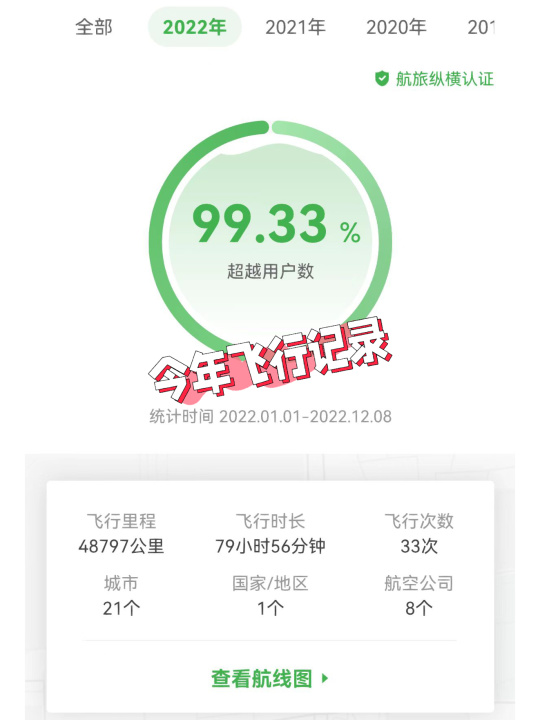 全部 2022年 2021年 2020年
航旅纵横认证
99.33 %
超越用户数
今年飞行记录
统计时间 2022.01.01-2022.12.08
飞行里程 飞行时长 飞行次数
48797公里 79小时56分钟 33次
城市 国家/地区 航空公司
21个 1个 8个
查看航线图